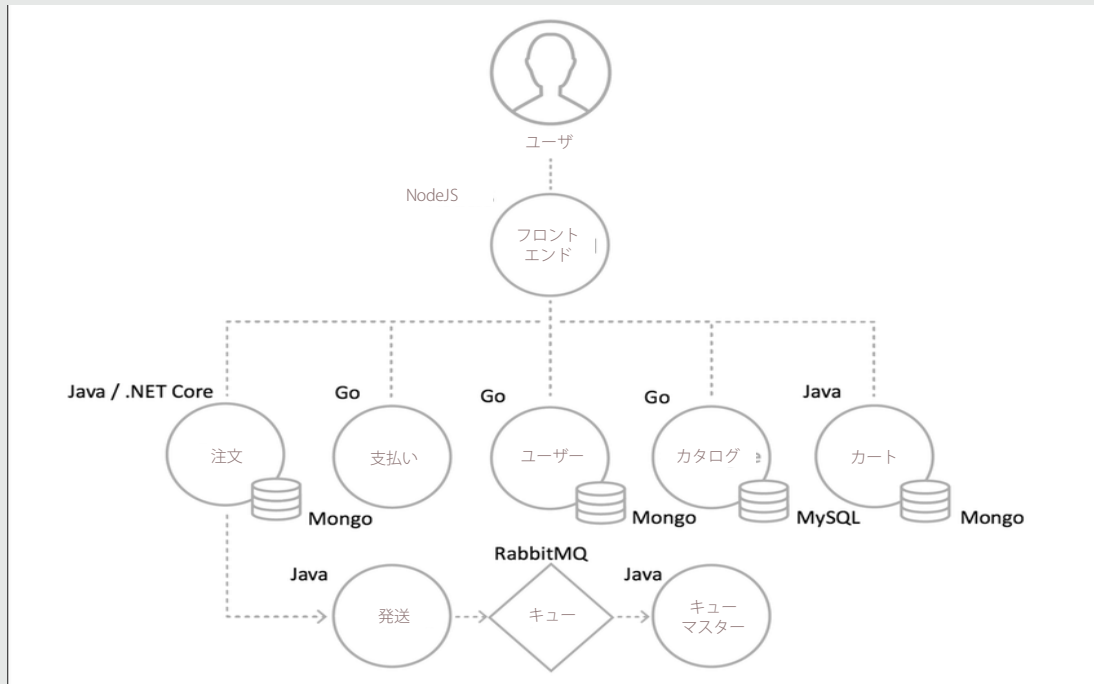 ユーザ
NodeJS
フロント
エンド
Java / .NET Core
Go
Go
Go
Java
注文
支払い
ユーザー
カタログ
カート
Mongo
Mongo
MySQL
Mongo
RabbitMQ
Java
Java
発送
キュー
キュー
マスター